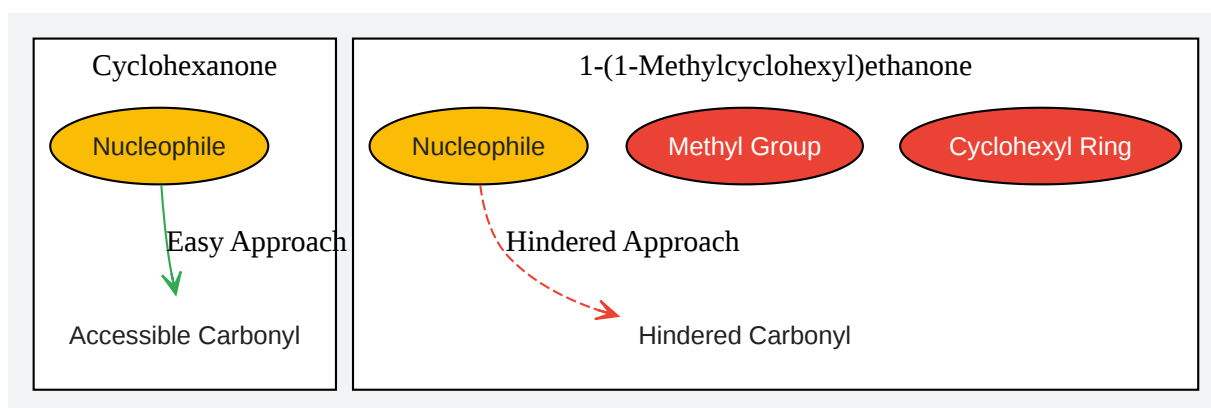 Cyclohexanone
Nucleophile
Easy Approach
Accessible Carbonyl
1-(1-Methylcyclohexyl)ethanone
Nucleophile
Methyl Group
Cyclohexyl Ring
Hindered Approach
Hindered Carbonyl